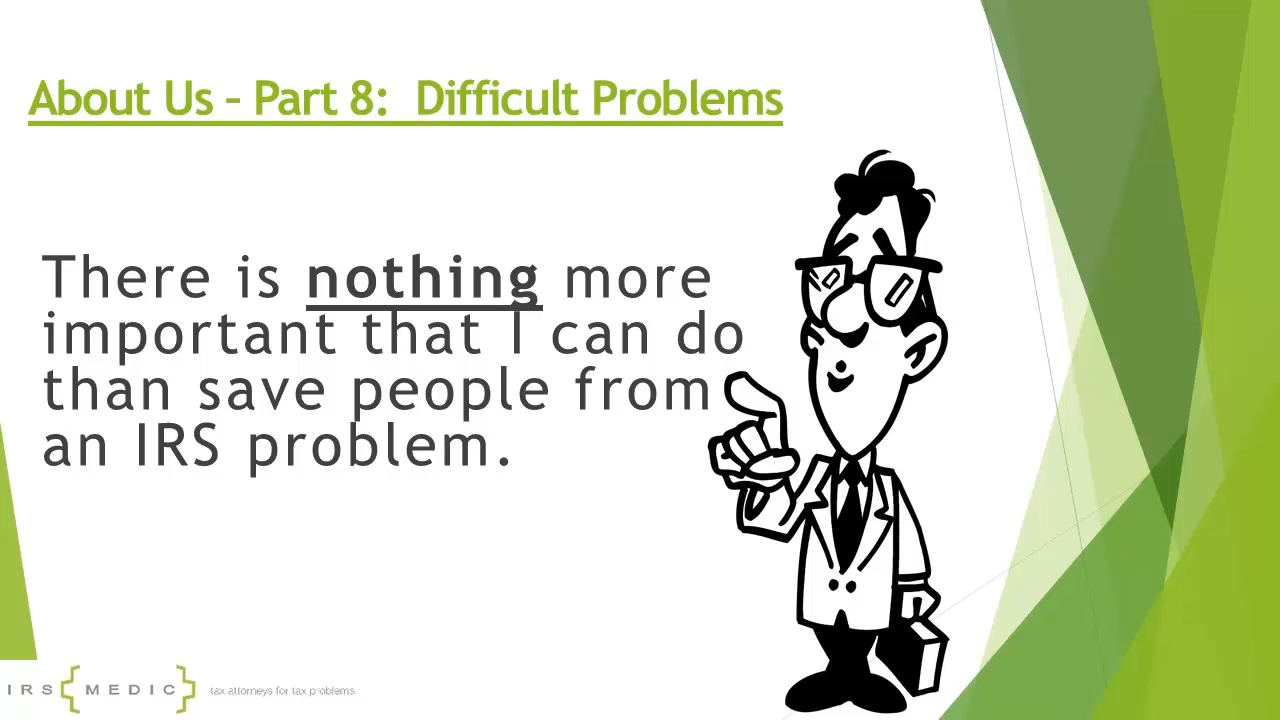 About Us – Part 8: Difficult Problems
There is nothing more
important that I can do
than save people from
an IRS problem.
IRS{MEDIC} tax attorneys for tax problems